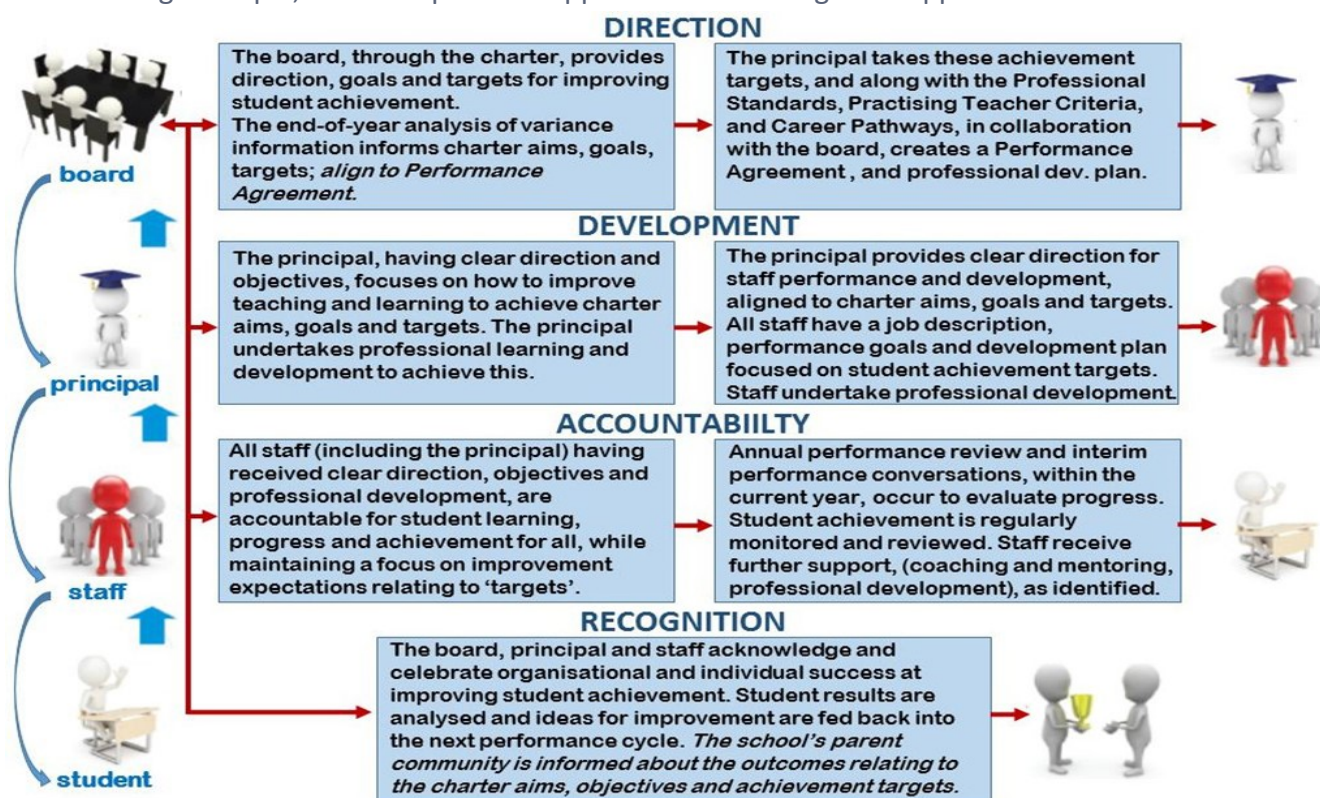 DIRECTION
The board, through the charter, provides
direction, goals and targets for improving
student achievement.
The end-of-year analysis of variance
information informs charter aims, goals,
targets; align to Performance
Agreement.
The principal takes these achievement
targets, and along with the Professional
Standards, Practising Teacher Criteria,
and Career Pathways, in collaboration
with the board, creates a Performance
Agreement , and professional dev. plan.
board
DEVELOPMENT
The principal, having clear direction and
objectives, focuses on how to improve
teaching and learning to achieve charter
aims, goals and targets. The principal
undertakes professional learning and
development to achieve this.
The principal provides clear direction for
staff performance and development,
aligned to charter aims, goals and targets.
All staff have a job description,
performance goals and development plan
focused on student achievement targets.
Staff undertake professional development.
principal
ACCOUNTABIILTY
All staff (including the principal) having
received clear direction, objectives and
professional development, are
accountable for student learning,
progress and achievement for all, while
maintaining a focus on improvement
expectations relating to ‘targets’.
Annual performance review and interim
performance conversations, within the
current year, occur to evaluate progress.
Student achievement is regularly
monitored and reviewed. Staff receive
further support, (coaching and mentoring,
professional development), as identified.
staff
RECOGNITION
The board, principal and staff acknowledge and
celebrate organisational and individual success at
improving student achievement. Student results are
analysed and ideas for improvement are fed back into
the next performance cycle. The school’s parent
community is informed about the outcomes relating to
the charter aims, objectives and achievement targets.
student